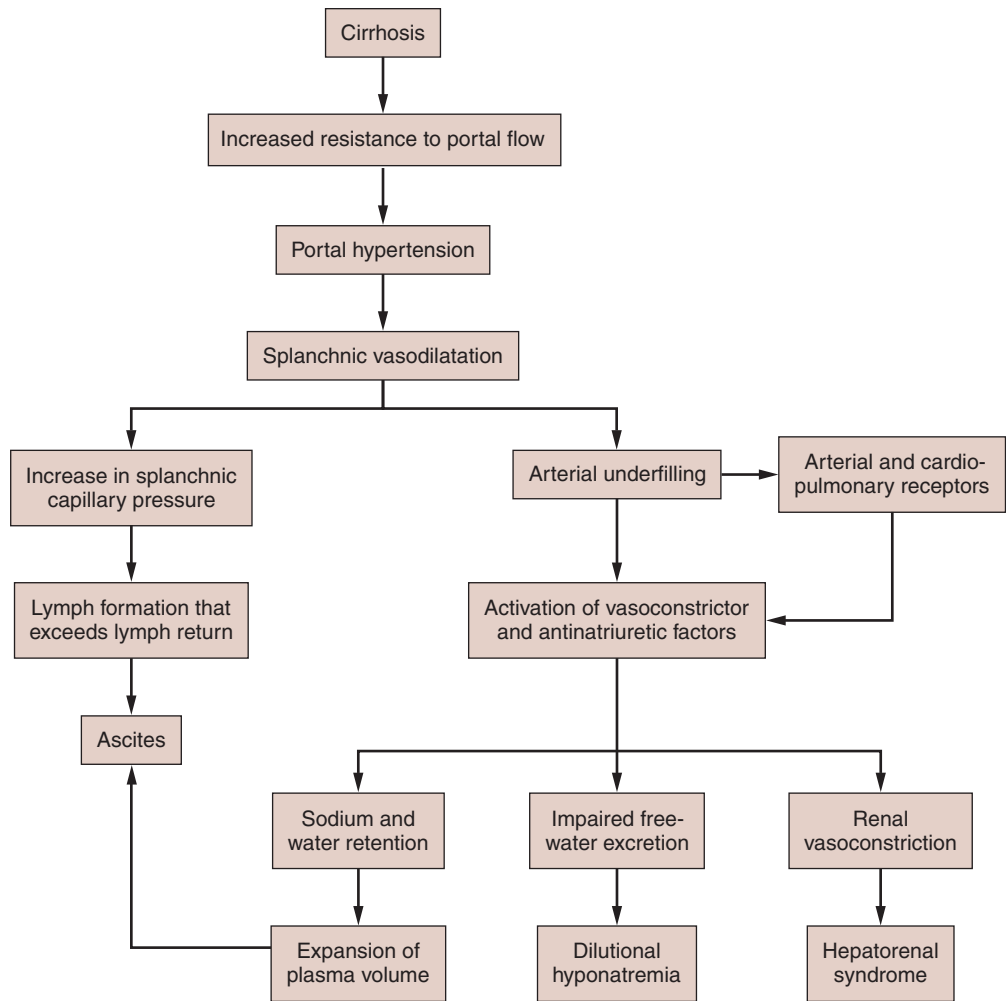 Cirrhosis
Increased resistance to portal flow
Portal hypertension
Splanchnic vasodilatation
Increase in splanchnic
capillary pressure
Arterial underfilling
Arterial and cardio-
pulmonary receptors
Lymph formation that
exceeds lymph return
Activation of vasoconstrictor
and antinatriuretic factors
Ascites
Sodium and
water retention
Impaired free-
water excretion
Renal
vasoconstriction
Expansion of
plasma volume
Dilutional
hyponatremia
Hepatorenal
syndrome